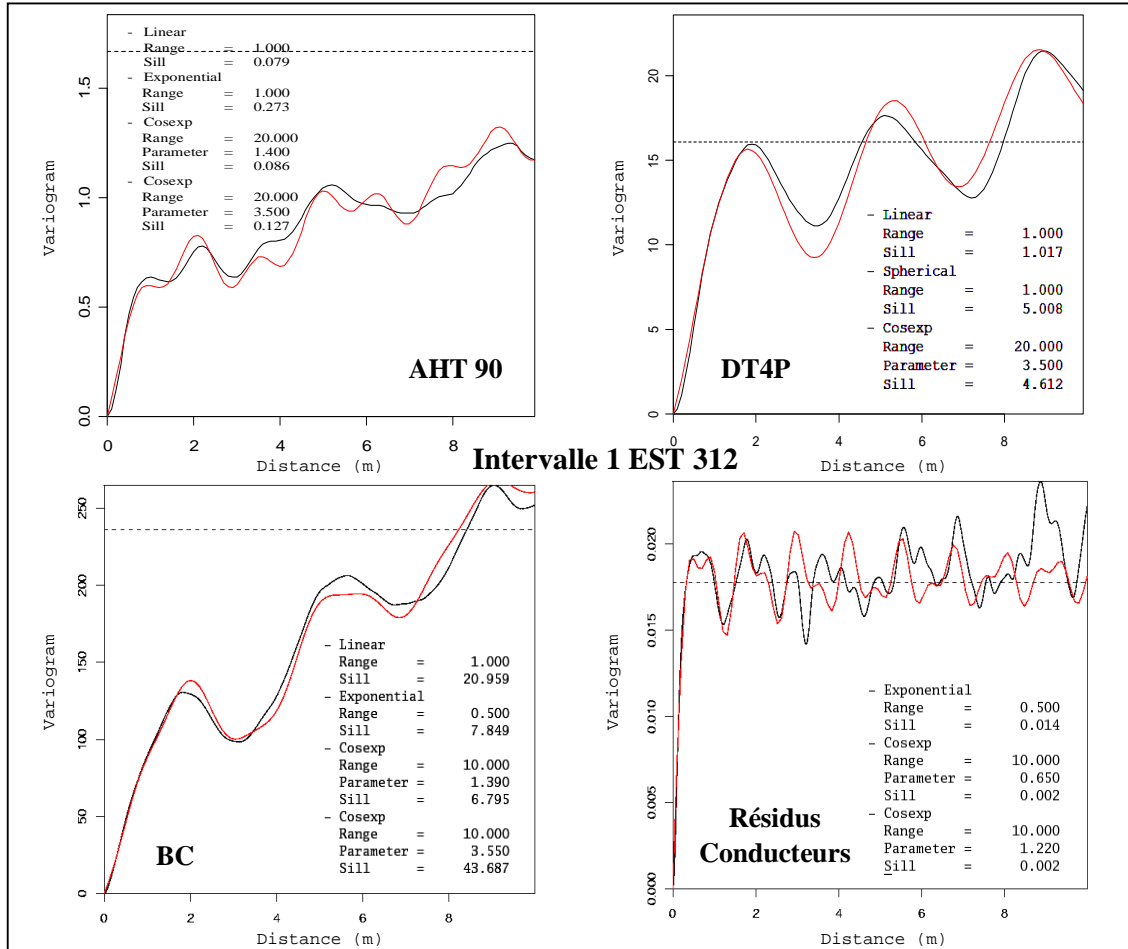 - Linear
Range = 1.000
Sill = 0.079
- Exponential
Range = 1.000
Sill = 0.273
- Cosexp
Range = 20.000
Parameter = 1.400
Sill = 0.086
- Cosexp
Range = 20.000
Parameter = 3.500
Sill = 0.127
AHT 90
Variogram
0.0
0.5
1.0
1.5
0 2 4 6 8
Distance (m)
- Linear
Range = 1.000
Sill = 1.017
- Spherical
Range = 1.000
Sill = 5.008
- Cosexp
Range = 20.000
Parameter = 3.500
Sill = 4.612
DT4P
Variogram
0
5
10
15
20
0 2 4 6 8
Distance (m)
Intervalle 1 EST 312
- Linear
Range = 1.000
Sill = 20.959
- Exponential
Range = 0.500
Sill = 7.849
- Cosexp
Range = 10.000
Parameter = 1.390
Sill = 6.795
- Cosexp
Range = 10.000
Parameter = 3.550
Sill = 43.687
BC
Variogram
0
50
100
150
200
250
0 2 4 6 8
Distance (m)
- Exponential
Range = 0.500
Sill = 0.014
- Cosexp
Range = 10.000
Parameter = 0.650
Sill = 0.002
- Cosexp
Range = 10.000
Parameter = 1.220
Sill = 0.002
Résidus
Conducteurs
Variogram
0.000
0.005
0.010
0.015
0.020
0 2 4 6 8
Distance (m)